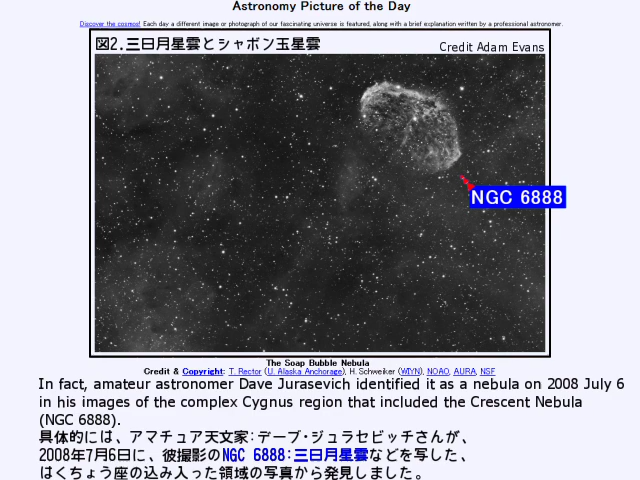 Astronomy Picture of the Day
Discover the cosmos! Each day a different image or photograph of our fascinating universe is featured, along with a brief explanation written by a professional astronomer.
図2.三日月星雲とシャボン玉星雲
Credit Adam Evans
NGC 6888
The Soap Bubble Nebula
Credit & Copyright: T. Rector (U. Alaska Anchorage), H. Schweiker (WIYN), NOAO, AURA, NSF
In fact, amateur astronomer Dave Jurasevich identified it as a nebula on 2008 July 6
in his images of the complex Cygnus region that included the Crescent Nebula
(NGC 6888).
具体的には、アマチュア天文家:デーブ・ジュラセビッチさんが、
2008年7月6日に、彼撮影のNGC 6888:三日月星雲などを写した、
はくちょう座の込み入った領域の写真から発見しました。